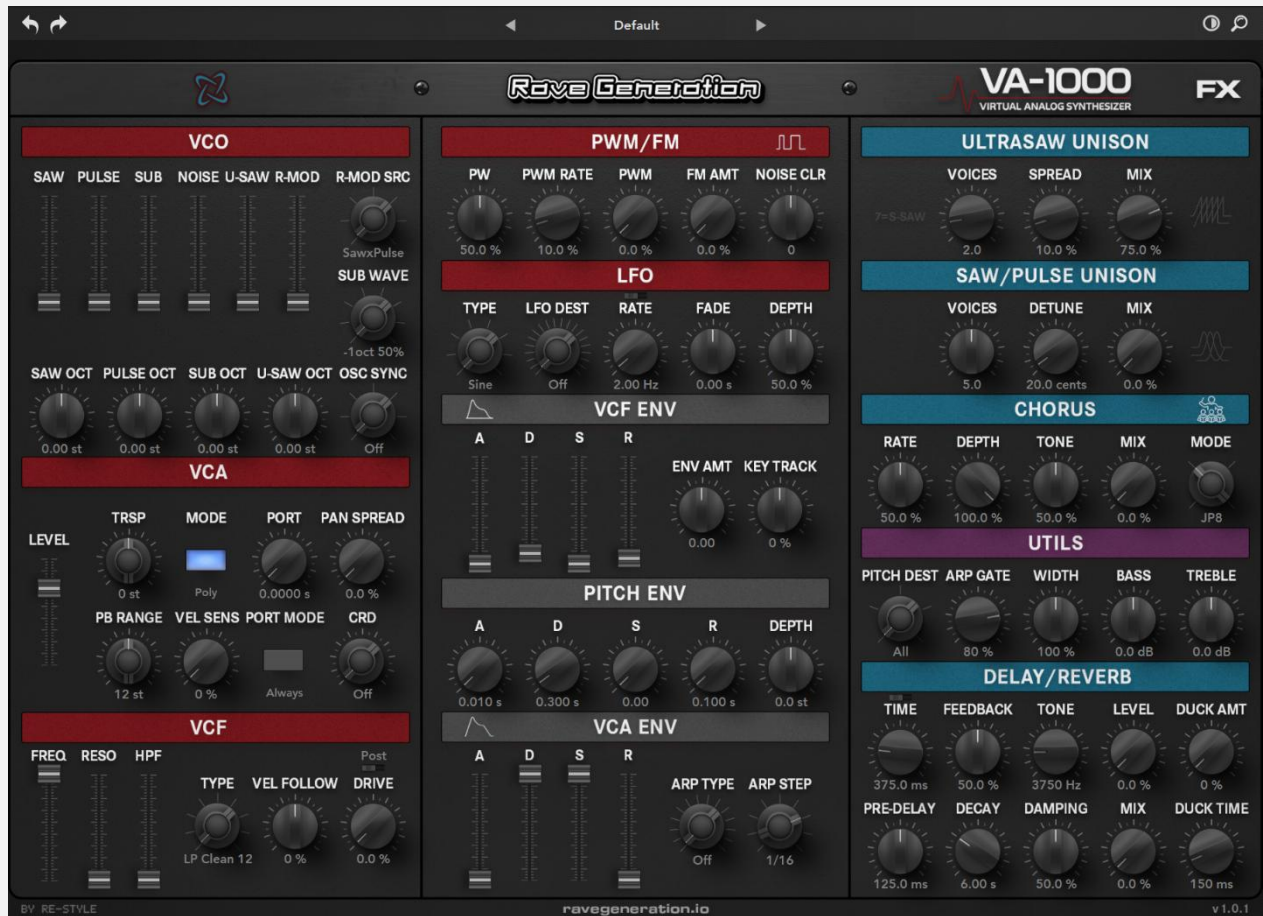 Default
Rave Generation
VA-1000
VIRTUAL ANALOG SYNTHESIZER
FX
VCO
SAW PULSE SUB NOISE U-SAW R-MOD R-MOD SRC
SawxPulse
SUB WAVE
-1oct 50%
SAW OCT PULSE OCT SUB OCT U-SAW OCT OSC SYNC
0.00 st 0.00 st 0.00 st 0.00 st Off
VCA
LEVEL
TRSP MODE PORT PAN SPREAD
0 st Poly 0.0000 s 0.0 %
PB RANGE VEL SENS PORT MODE CRD
12 st 0 % Always Off
VCF
FREQ RESO HPF
Post
TYPE VEL FOLLOW DRIVE
LP Clean 12 0 % 0.0 %
PWM/FM
PW PWM RATE PWM FM AMT NOISE CLR
50.0 % 10.0 % 0.0 % 0.0 % 0
LFO
TYPE LFO DEST RATE FADE DEPTH
Sine Off 2.00 Hz 0.00 s 50.0 %
VCF ENV
A D S R
ENV AMT KEY TRACK
0.00 0 %
PITCH ENV
A D S R DEPTH
0.010 s 0.300 s 0.00 0.100 s 0.0 st
VCA ENV
A D S R
ARP TYPE ARP STEP
Off 1/16
ULTRASAW UNISON
VOICES SPREAD MIX
7=S-SAW
2.0 10.0 % 75.0 %
SAW/PULSE UNISON
VOICES DETUNE MIX
5.0 20.0 cents 0.0 %
CHORUS
RATE DEPTH TONE MIX MODE
50.0 % 100.0 % 50.0 % 0.0 % JP8
UTILS
PITCH DEST ARP GATE WIDTH BASS TREBLE
All 80 % 100 % 0.0 dB 0.0 dB
DELAY/REVERB
TIME FEEDBACK TONE LEVEL DUCK AMT
375.0 ms 50.0 % 3750 Hz 0.0 % 0 %
PRE-DELAY DECAY DAMPING MIX DUCK TIME
125.0 ms 6.00 s 50.0 % 0.0 % 150 ms
BY RE-STYLE
ravegeneration.io
v 1.0.1